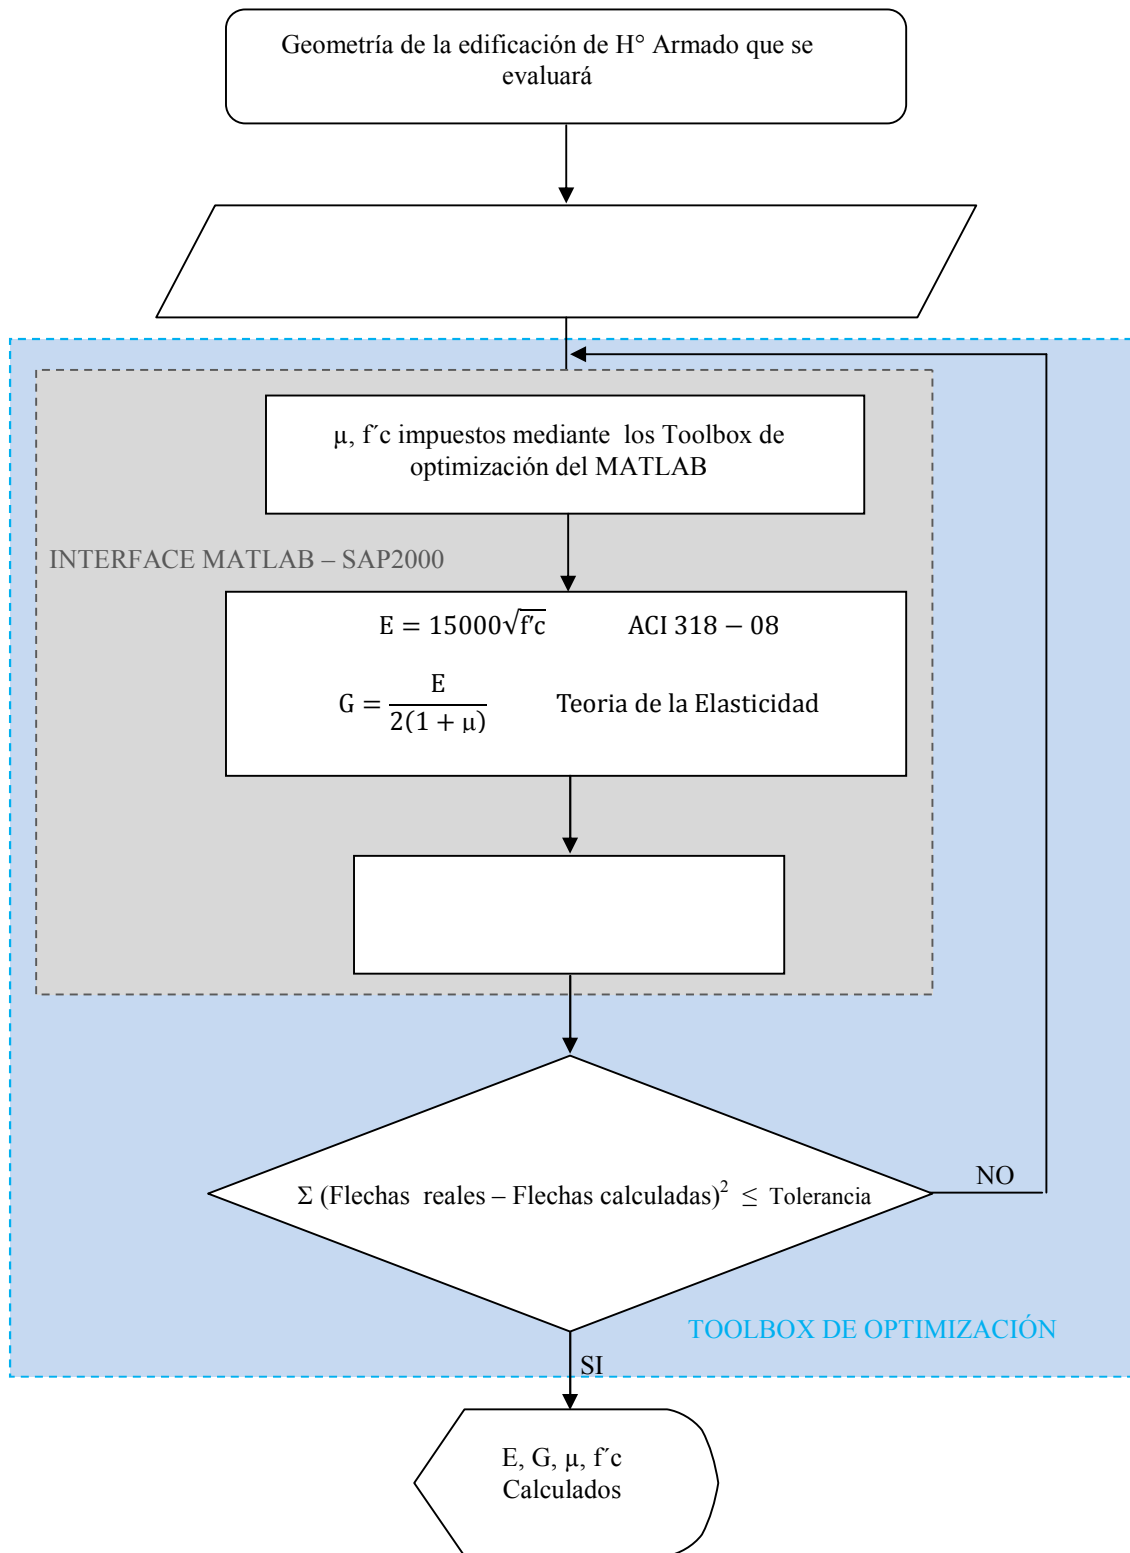 Geometría de la edificación de H° Armado que se
evaluará
µ, f´c impuestos mediante los Toolbox de
optimización del MATLAB
INTERFACE MATLAB – SAP2000
E = 15000√f′c ACI 318 – 08
G = E / 2(1 + μ) Teoria de la Elasticidad
Σ (Flechas reales – Flechas calculadas)² ≤ Tolerancia
NO
TOOLBOX DE OPTIMIZACIÓN
SI
E, G, µ, f´c
Calculados